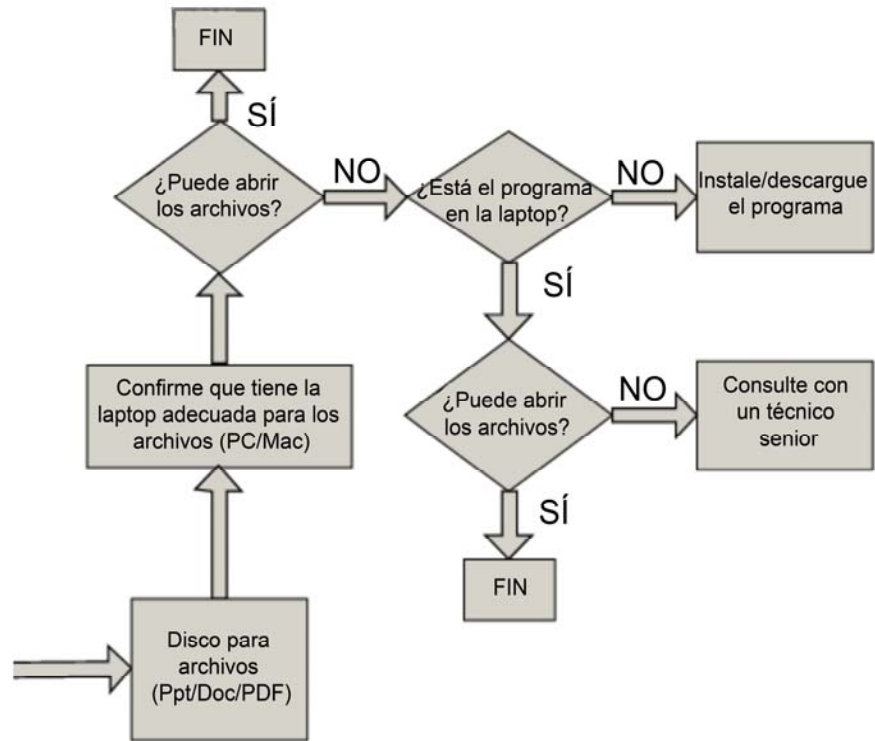 FIN
SÍ
¿Puede abrir
los archivos?
NO
¿Está el programa
en la laptop?
NO
Instale/descargue
el programa
SÍ
Confirme que tiene la
laptop adecuada para los
archivos (PC/Mac)
¿Puede abrir
los archivos?
NO
Consulte con
un técnico
senior
SÍ
FIN
Disco para
archivos
(Ppt/Doc/PDF)